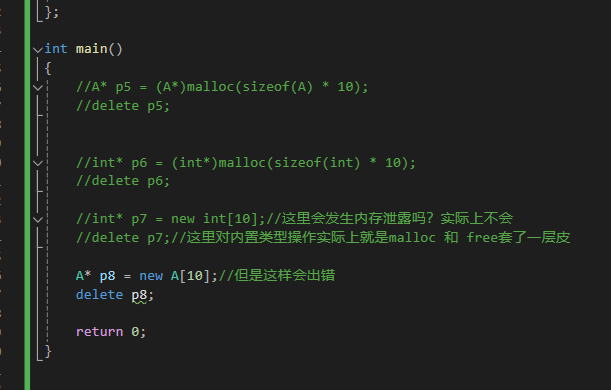 };
int main()
{
//A* p5 = (A*)malloc(sizeof(A) * 10);
//delete p5;
//int* p6 = (int*)malloc(sizeof(int) * 10);
//delete p6;
//int* p7 = new int[10];//这里会发生内存泄露吗？实际上不会
//delete p7;//这里对内置类型操作实际上就是malloc 和 free套了一层皮
A* p8 = new A[10];//但是这样会出错
delete p8;
return 0;
}